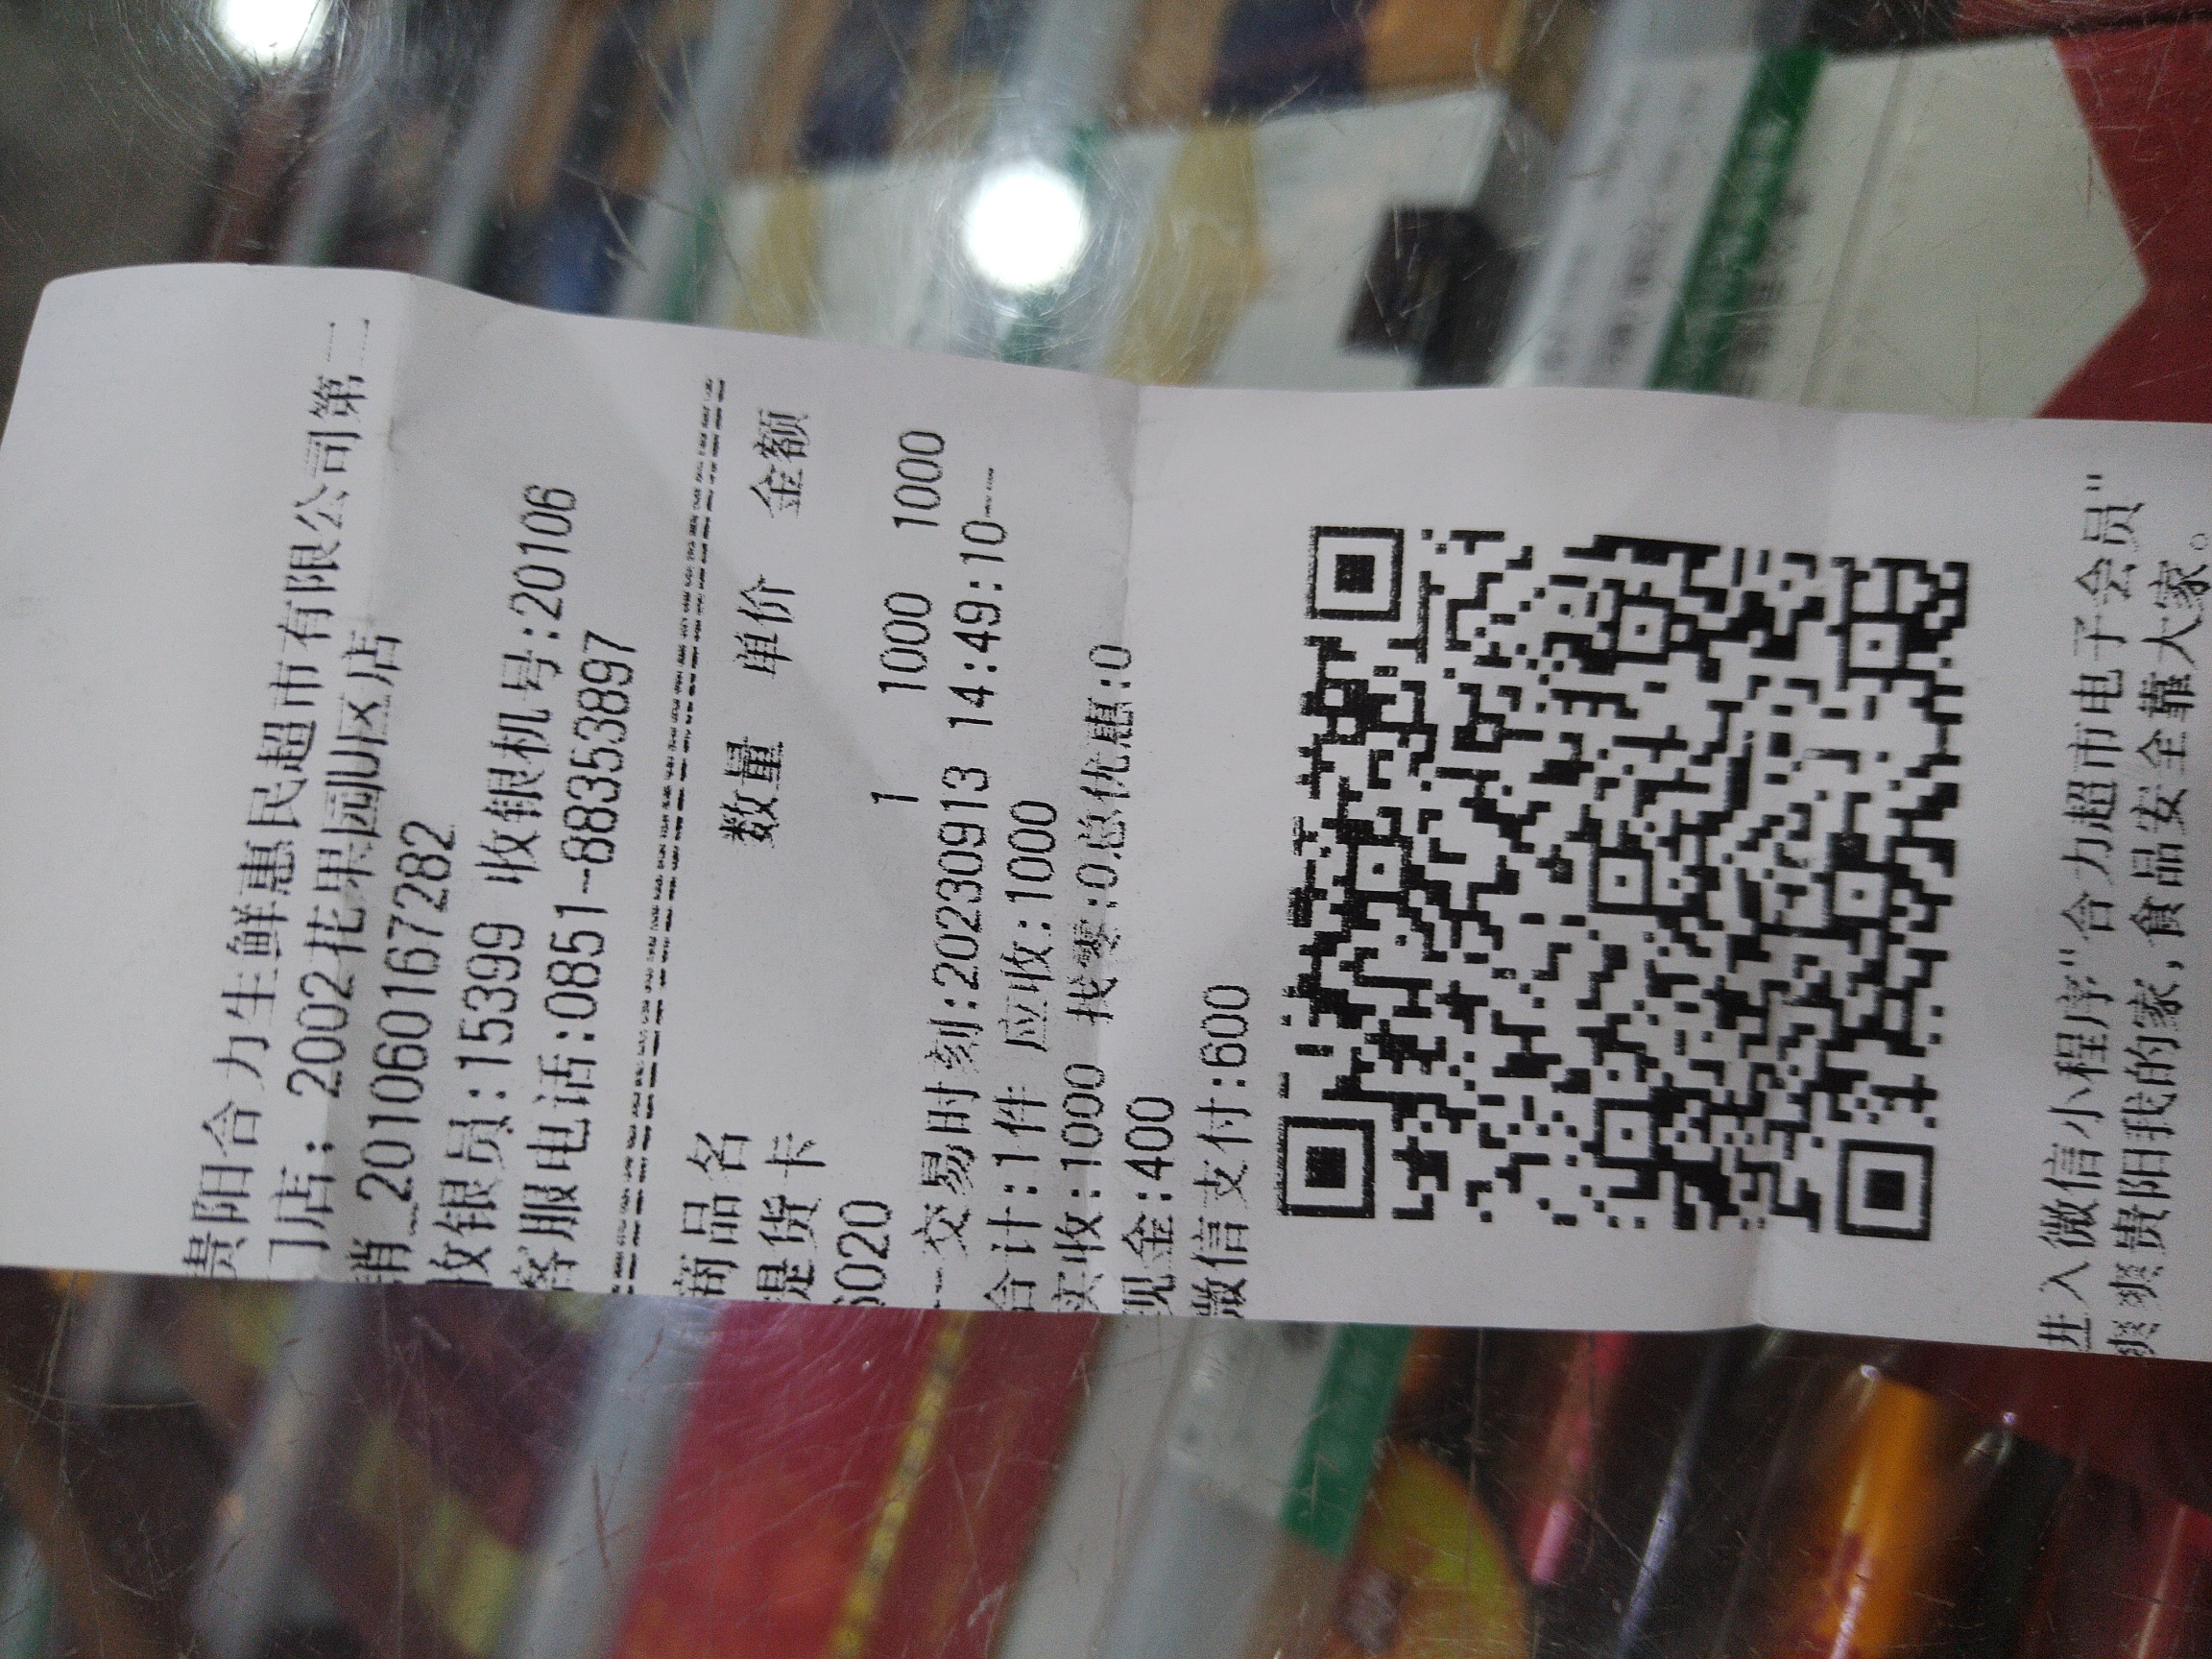 贵阳合力生鲜惠民超市有限公司第二
门店: 2002花果园U区店
销_20106016​7282
收银员:15399 收银机号:20106
客服电话:0851-88353897
商品名 数量 单价 金额
提货卡
6020 1 1000 1000
--交易时刻:20230913 14:49:10--
合计:1件 应收:1000
实收:1000 找零:0总优惠:0
现金:400
微信支付:600
进入微信小程序"合力超市电子会员"
爽爽贵阳我的家,食品安全靠大家。